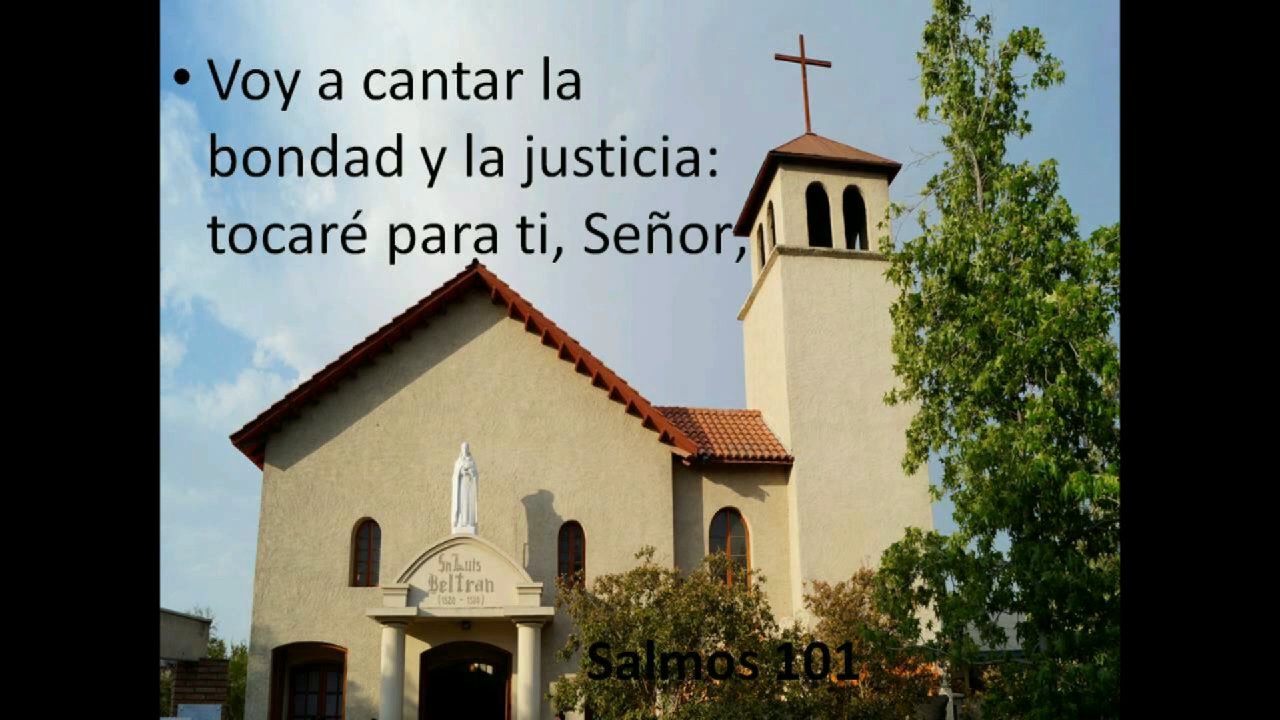 • Voy a cantar la
bondad y la justicia:
tocaré para ti, Señor,
Sn Luis
Beltran
Salmos 101